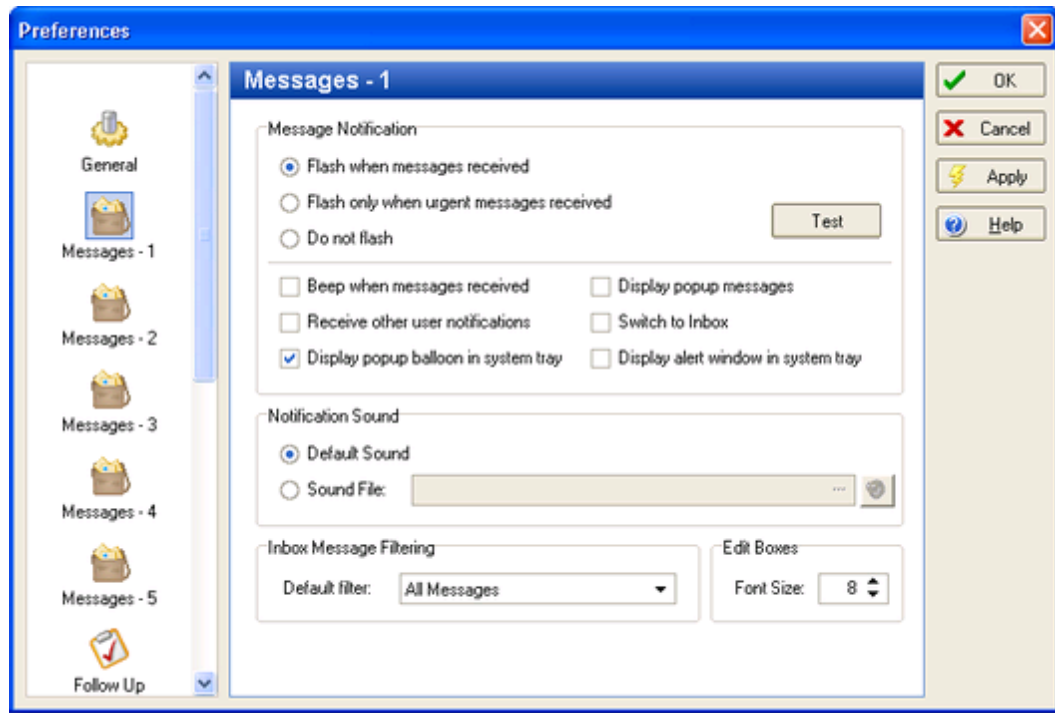 Preferences
General
Messages - 1
Messages - 2
Messages - 3
Messages - 4
Messages - 5
Follow Up
Messages - 1
Message Notification
Flash when messages received
Flash only when urgent messages received
Do not flash
Test
Beep when messages received
Display popup messages
Receive other user notifications
Switch to Inbox
Display popup balloon in system tray
Display alert window in system tray
Notification Sound
Default Sound
Sound File:
...
Inbox Message Filtering
Default filter:
All Messages
Edit Boxes
Font Size:
8
OK
Cancel
Apply
Help